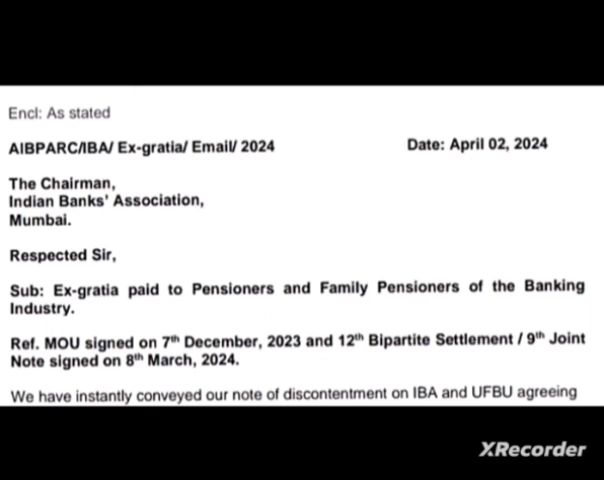 Encl: As stated
AIBPARC/IBA/ Ex-gratia/ Email/ 2024 Date: April 02, 2024
The Chairman,
Indian Banks' Association,
Mumbai.
Respected Sir,
Sub: Ex-gratia paid to Pensioners and Family Pensioners of the Banking
Industry.
Ref. MOU signed on 7th December, 2023 and 12th Bipartite Settlement / 9th Joint
Note signed on 8th March, 2024.
We have instantly conveyed our note of discontentment on IBA and UFBU agreeing
XRecorder